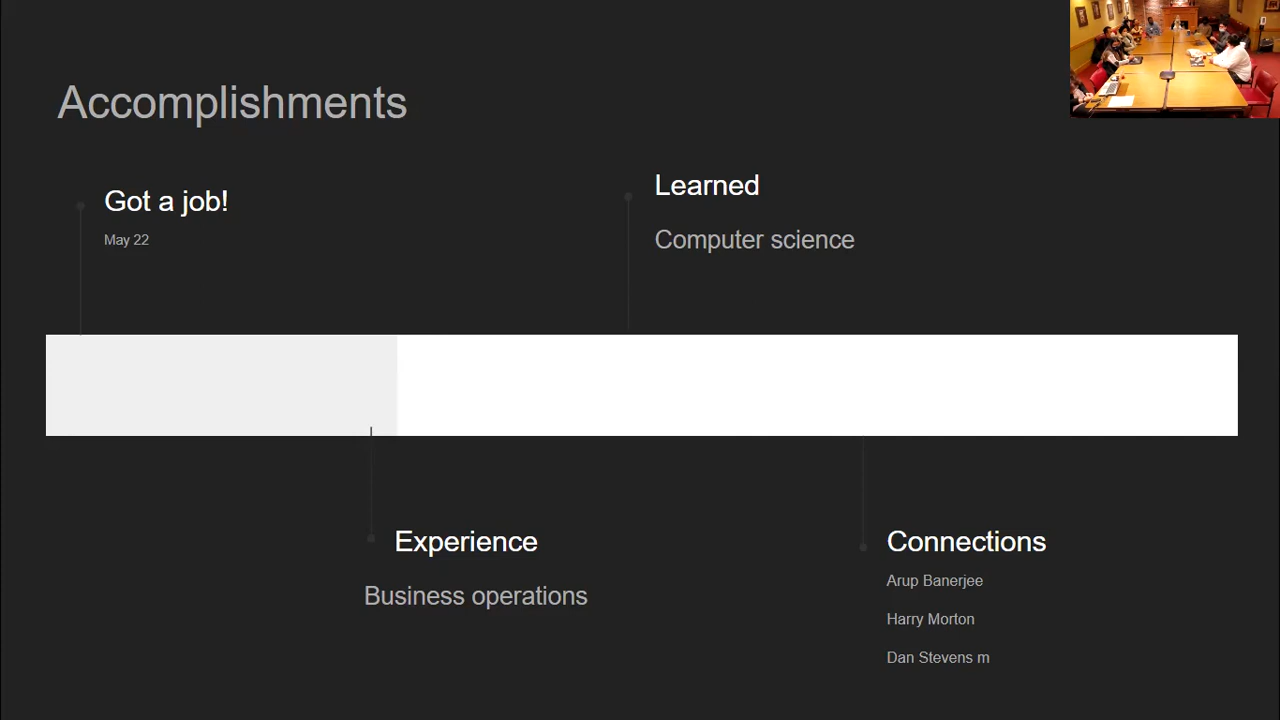 Accomplishments
Got a job!
May 22
Learned
Computer science
Experience
Business operations
Connections
Arup Banerjee
Harry Morton
Dan Stevens m